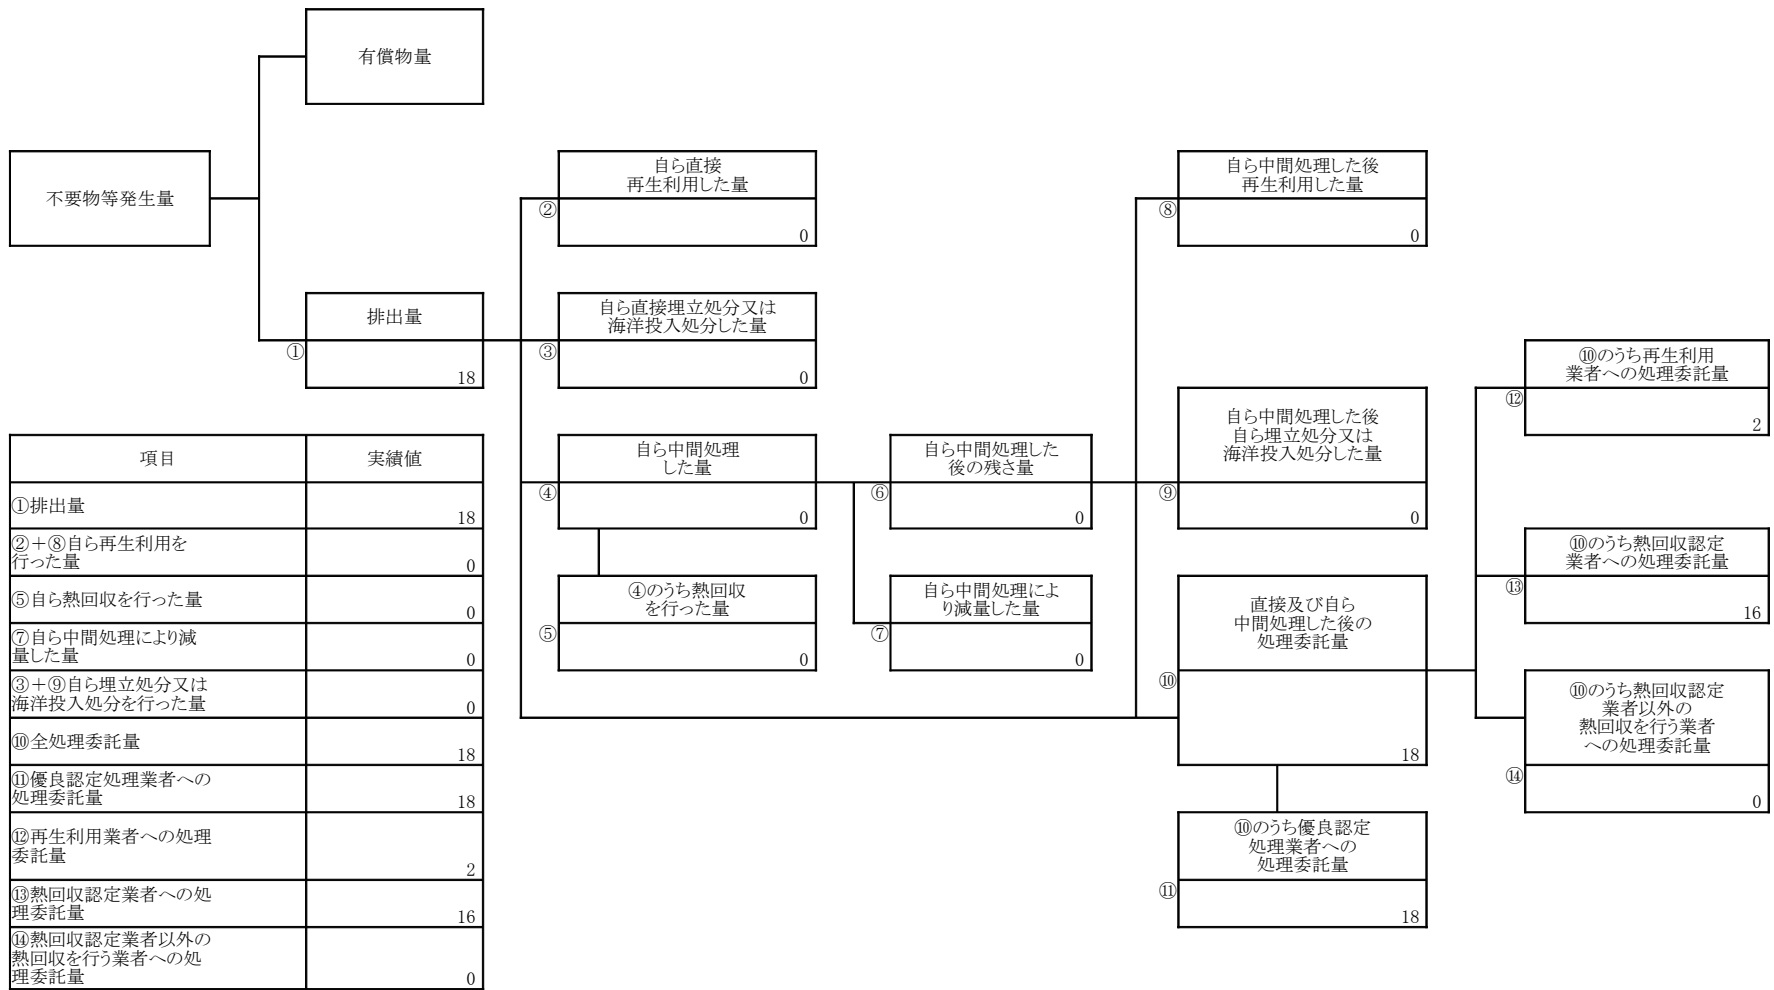 有償物量
不要物等発生量
排出量
①
18
自ら直接
再生利用した量
②
0
自ら直接埋立処分又は
海洋投入処分した量
③
0
自ら中間処理
した量
④
0
④のうち熱回収
を行った量
⑤
0
自ら中間処理した
後の残さ量
⑥
0
自ら中間処理によ
り減量した量
⑦
0
自ら中間処理した後
再生利用した量
⑧
0
自ら中間処理した後
自ら埋立処分又は
海洋投入処分した量
⑨
0
直接及び自ら
中間処理した後の
処理委託量
⑩
18
⑩のうち優良認定
処理業者への
処理委託量
⑪
18
⑩のうち再生利用
業者への処理委託量
⑫
2
⑩のうち熱回収認定
業者への処理委託量
⑬
16
⑩のうち熱回収認定
業者以外の
熱回収を行う業者
への処理委託量
⑭
0
項目 実績値
①排出量
18
②＋⑧自ら再生利用を
行った量
0
⑤自ら熱回収を行った量
0
⑦自ら中間処理により減
量した量
0
③＋⑨自ら埋立処分又は
海洋投入処分を行った量
0
⑩全処理委託量
18
⑪優良認定処理業者への
処理委託量
18
⑫再生利用業者への処理
委託量
2
⑬熱回収認定業者への処
理委託量
16
⑭熱回収認定業者以外の
熱回収を行う業者への処
理委託量
0